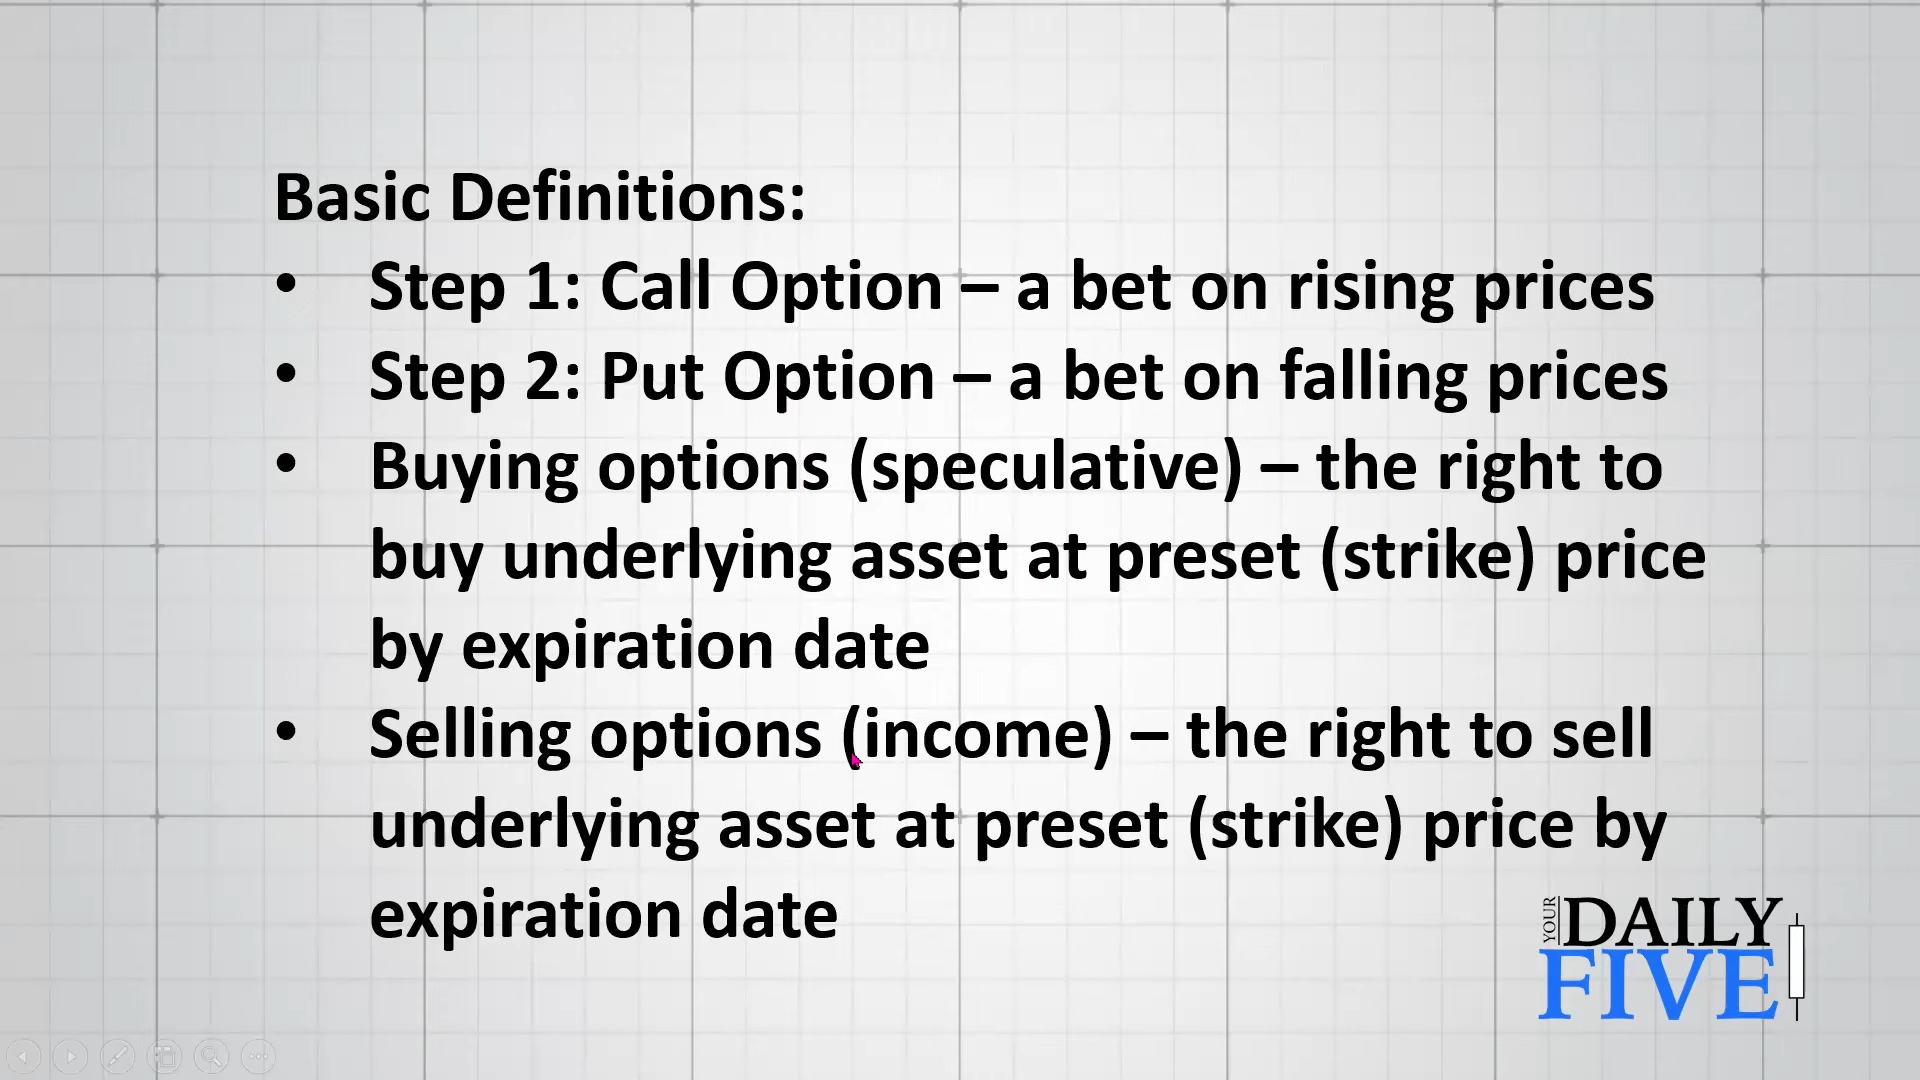 Basic Definitions:
• Step 1: Call Option – a bet on rising prices
• Step 2: Put Option – a bet on falling prices
• Buying options (speculative) – the right to
buy underlying asset at preset (strike) price
by expiration date
• Selling options (income) – the right to sell
underlying asset at preset (strike) price by
expiration date
YOUR DAILY
FIVE